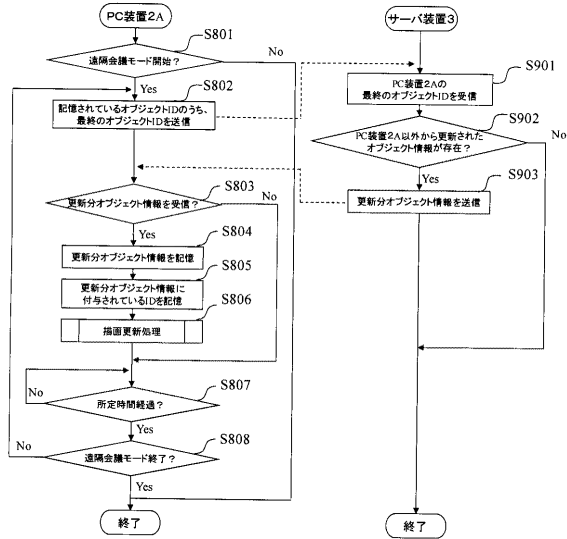 PC装置2A
S801
遠隔会議モード開始？
No
Yes
S802
記憶されているオブジェクトIDのうち、
最終のオブジェクトIDを送信
S803
更新分オブジェクト情報を受信？
No
Yes
S804
更新分オブジェクト情報を記憶
S805
更新分オブジェクト情報に
付与されているIDを記憶
S806
描画更新処理
S807
所定時間経過？
No
Yes
S808
遠隔会議モード終了？
No
Yes
終了
サーバ装置3
S901
PC装置2Aの
最終のオブジェクトIDを受信
S902
PC装置2A以外から更新された
オブジェクト情報が存在？
No
Yes
S903
更新分オブジェクト情報を送信
終了